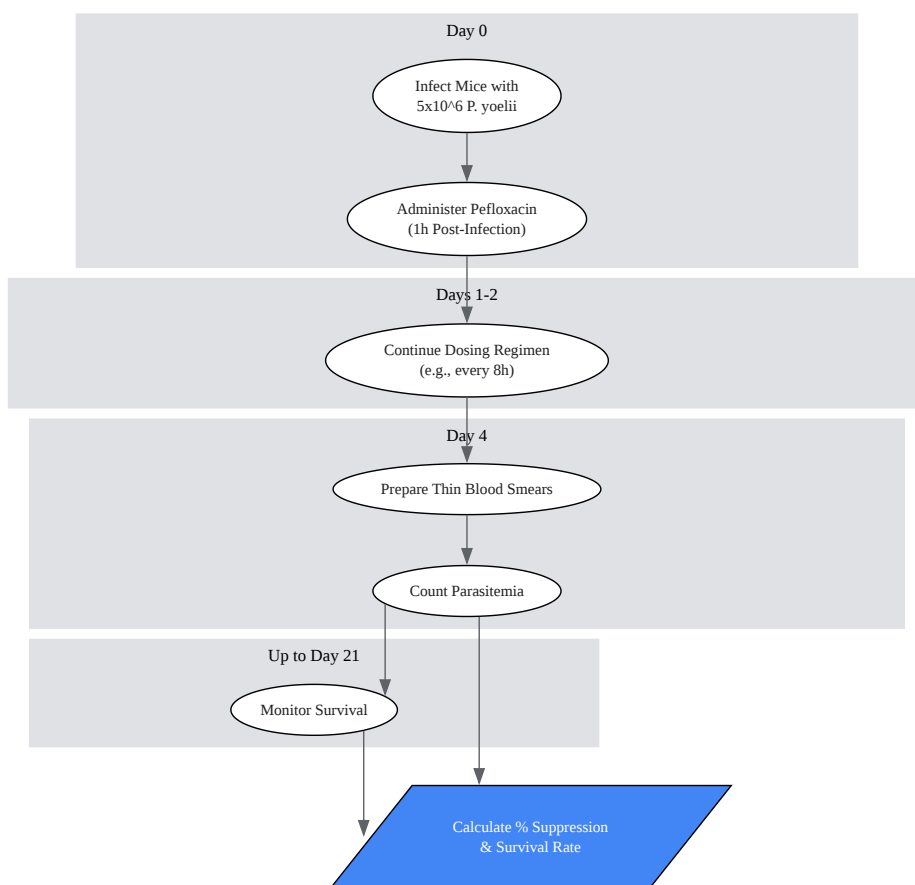 Day 0
Infect Mice with
5x10^6 P. yoelii
Administer Pefloxacin
(1h Post-Infection)
Days 1-2
Continue Dosing Regimen
(e.g., every 8h)
Day 4
Prepare Thin Blood Smears
Count Parasitemia
Up to Day 21
Monitor Survival
Calculate % Suppression
& Survival Rate